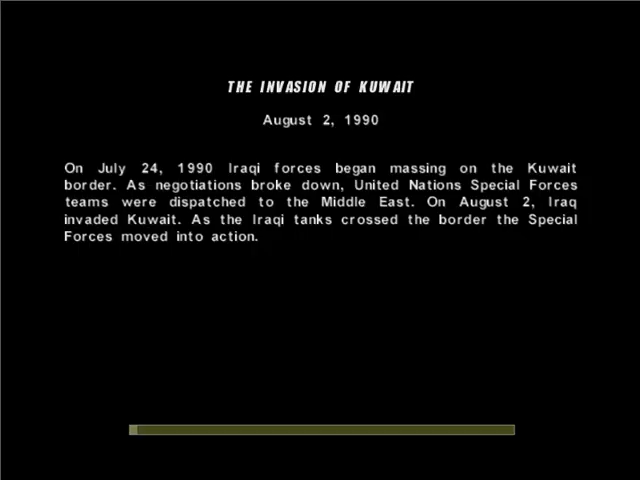 THE INVASION OF KUWAIT
August 2, 1990
On July 24, 1990 Iraqi forces began massing on the Kuwait
border. As negotiations broke down, United Nations Special Forces
teams were dispatched to the Middle East. On August 2, Iraq
invaded Kuwait. As the Iraqi tanks crossed the border the Special
Forces moved into action.